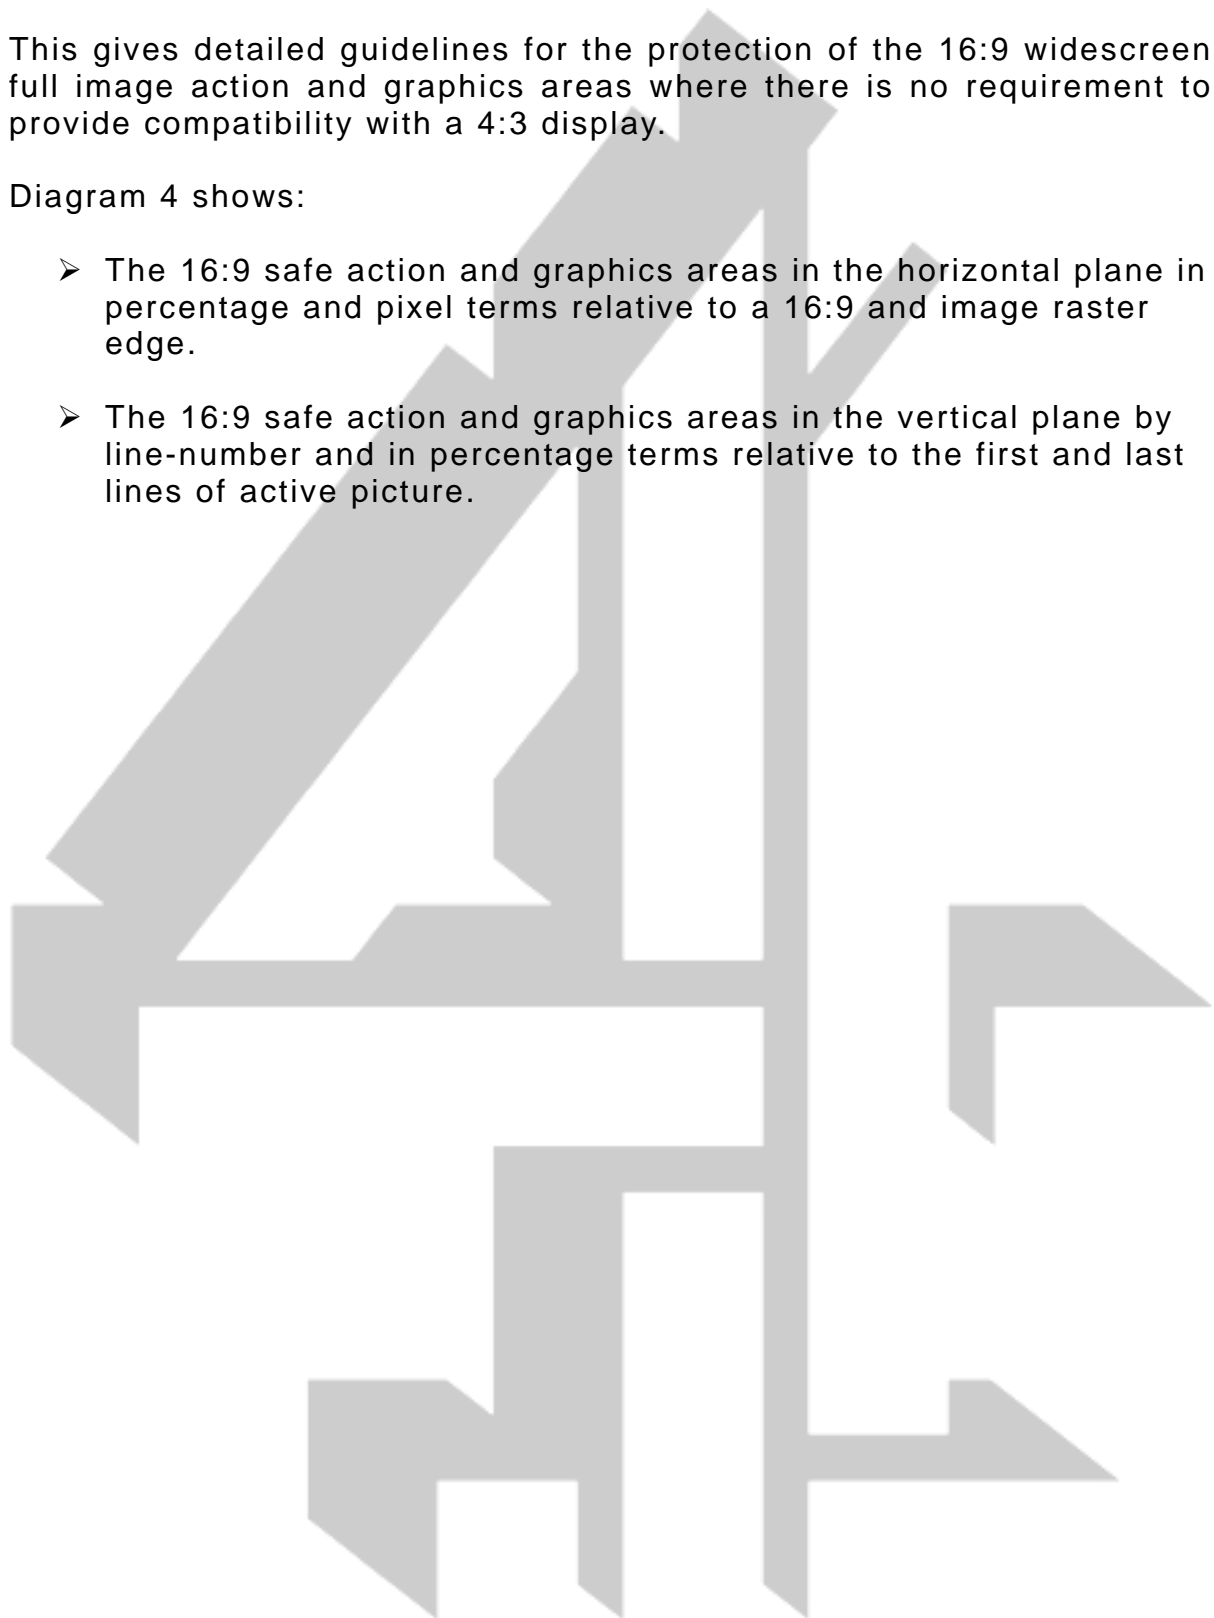 This gives detailed guidelines for the protection of the 16:9 widescreen
full image action and graphics areas where there is no requirement to
provide compatibility with a 4:3 display.
Diagram 4 shows:
➢ The 16:9 safe action and graphics areas in the horizontal plane in
percentage and pixel terms relative to a 16:9 and image raster
edge.
➢ The 16:9 safe action and graphics areas in the vertical plane by
line-number and in percentage terms relative to the first and last
lines of active picture.